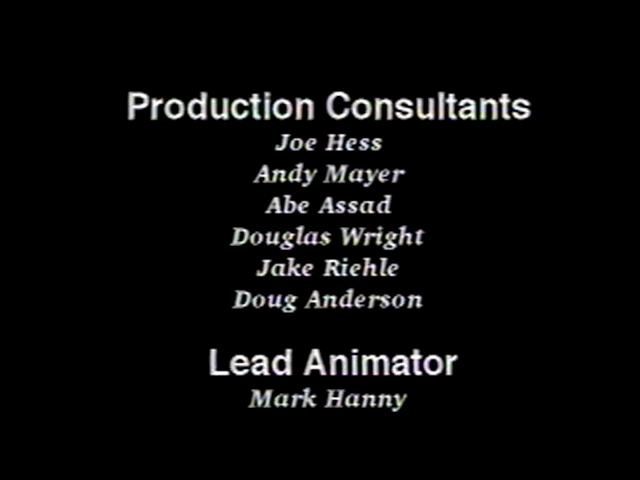 Production Consultants
Joe Hess
Andy Mayer
Abe Assad
Douglas Wright
Jake Riehle
Doug Anderson
Lead Animator
Mark Hanny